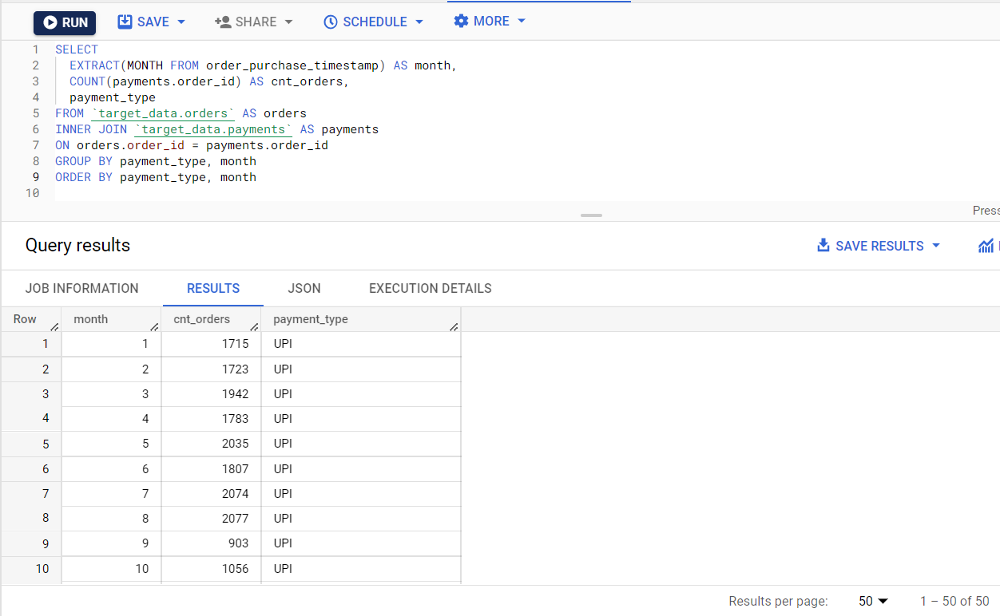 RUN SAVE SHARE SCHEDULE MORE
1 SELECT
2 EXTRACT(MONTH FROM order_purchase_timestamp) AS month,
3 COUNT(payments.order_id) AS cnt_orders,
4 payment_type
5 FROM `target_data.orders` AS orders
6 INNER JOIN `target_data.payments` AS payments
7 ON orders.order_id = payments.order_id
8 GROUP BY payment_type, month
9 ORDER BY payment_type, month
10
Press
Query results SAVE RESULTS
JOB INFORMATION RESULTS JSON EXECUTION DETAILS
Row month cnt_orders payment_type
1 1 1715 UPI
2 2 1723 UPI
3 3 1942 UPI
4 4 1783 UPI
5 5 2035 UPI
6 6 1807 UPI
7 7 2074 UPI
8 8 2077 UPI
9 9 903 UPI
10 10 1056 UPI
Results per page: 50 1 – 50 of 50